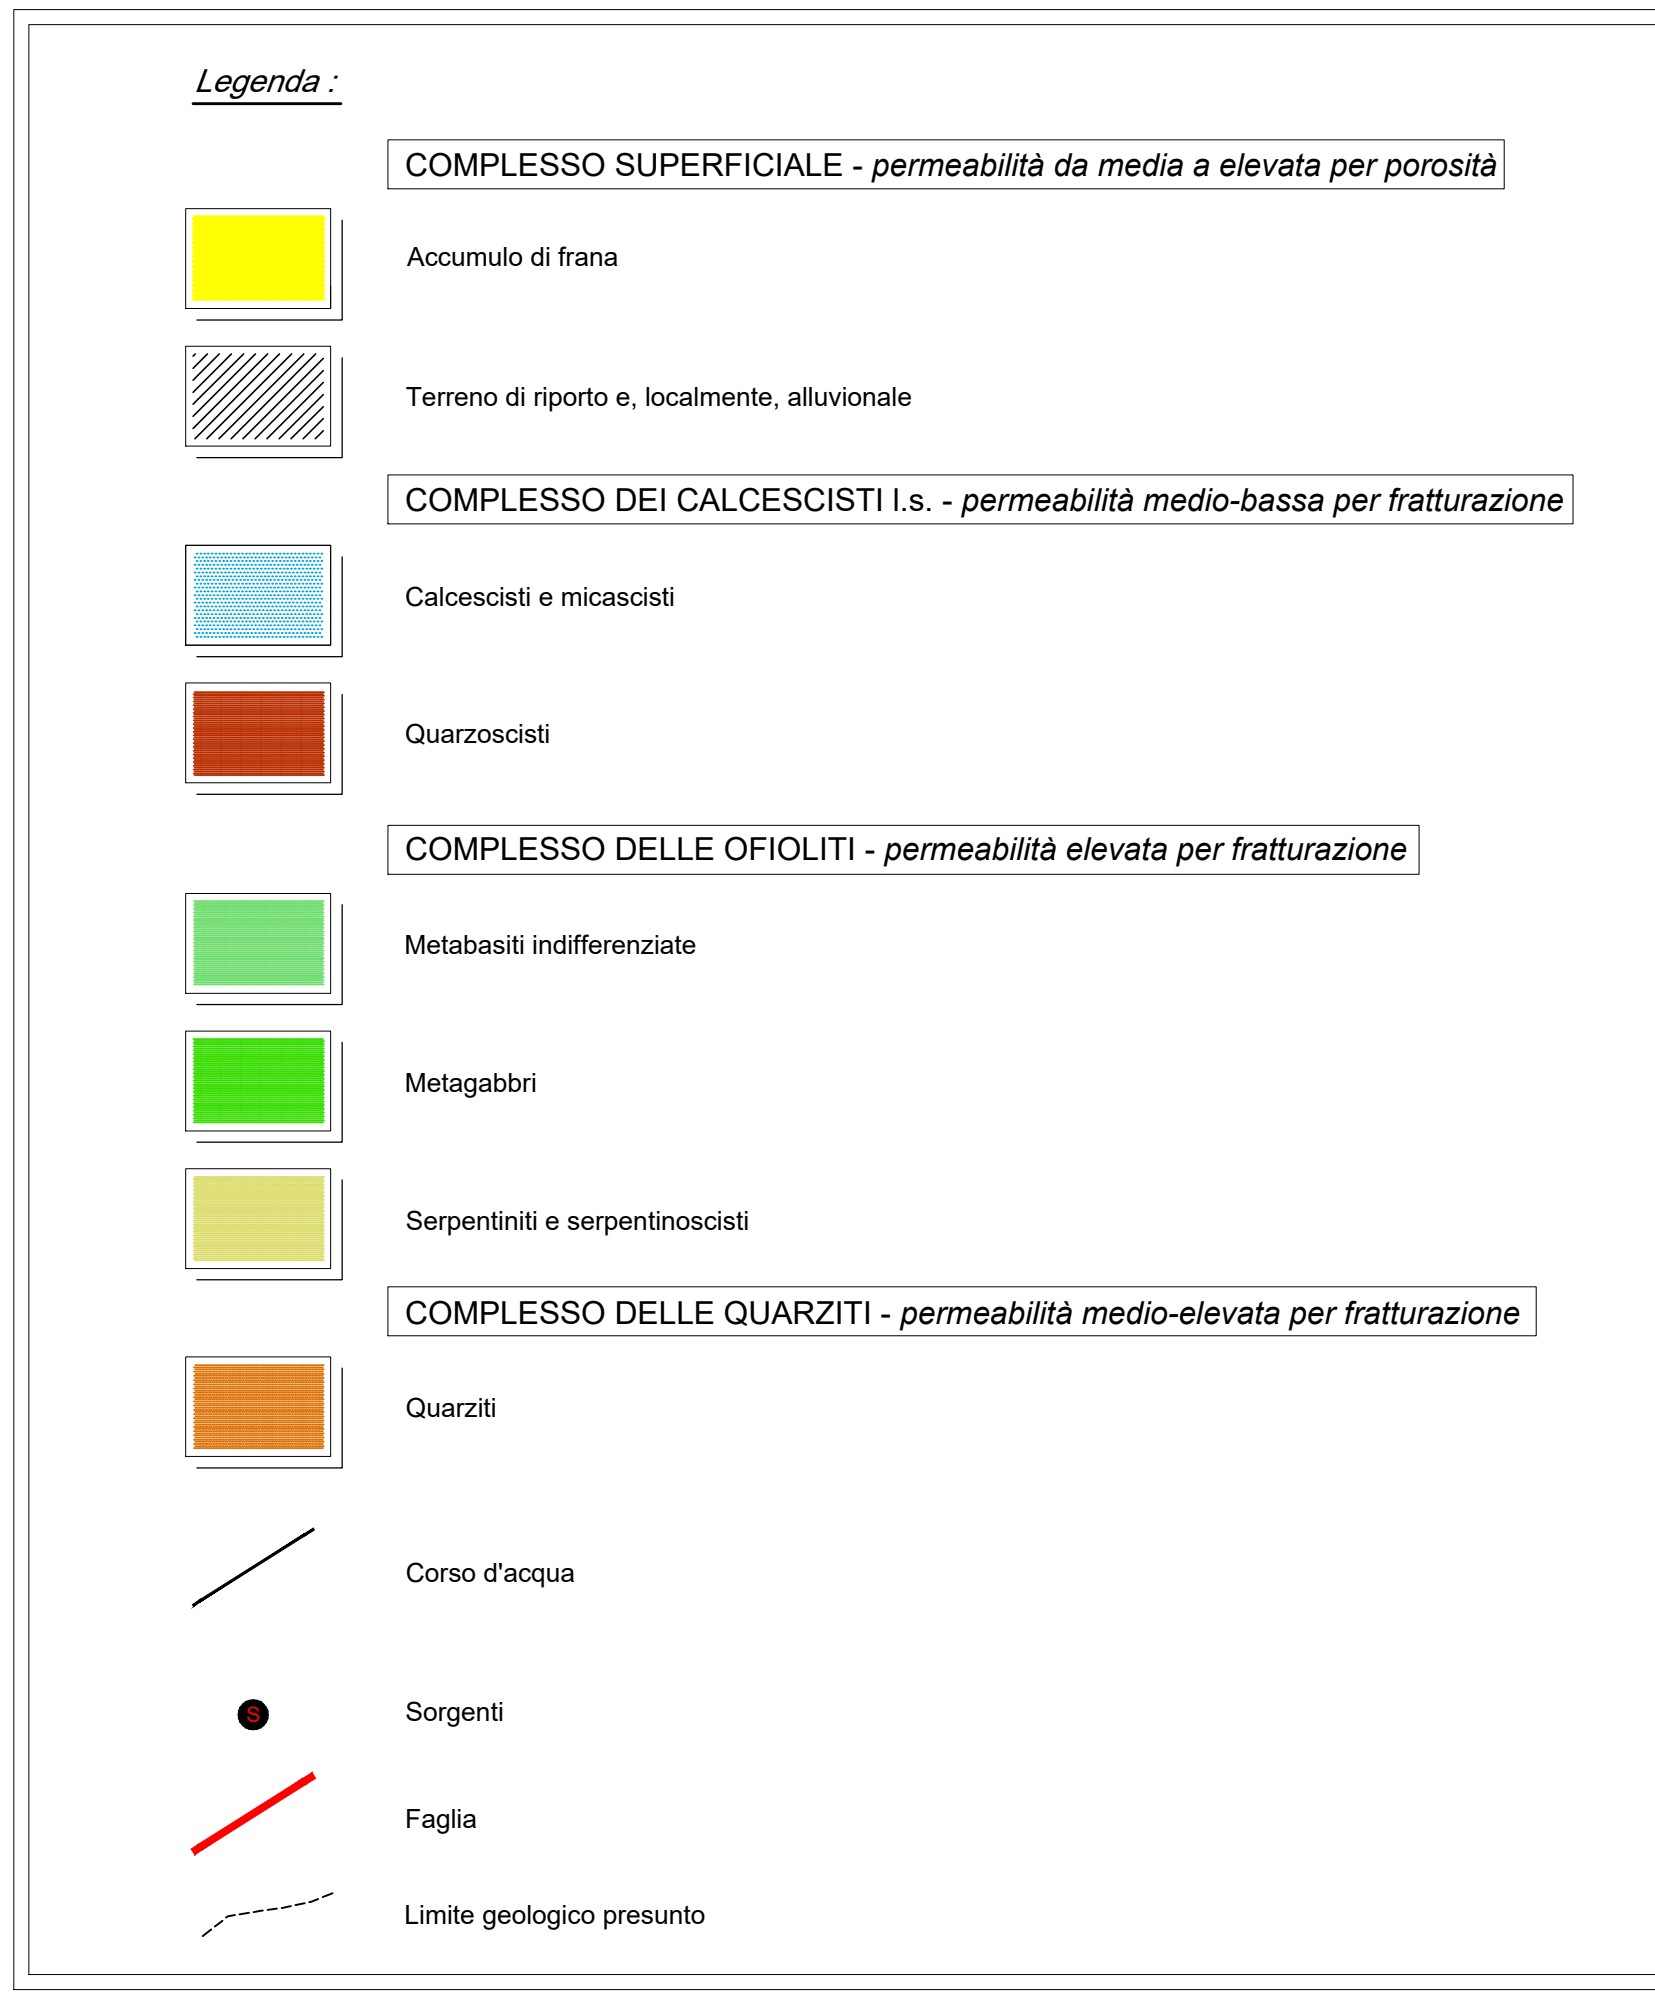 Legenda :
COMPLESSO SUPERFICIALE - permeabilità da media a elevata per porosità
Accumulo di frana
Terreno di riporto e, localmente, alluvionale
COMPLESSO DEI CALCESCISTI l.s. - permeabilità medio-bassa per fratturazione
Calcescisti e micascisti
Quarzoscisti
COMPLESSO DELLE OFIOLITI - permeabilità elevata per fratturazione
Metabasiti indifferenziate
Metagabbri
Serpentiniti e serpentinoscisti
COMPLESSO DELLE QUARZITI - permeabilità medio-elevata per fratturazione
Quarziti
Corso d'acqua
S Sorgenti
Faglia
Limite geologico presunto